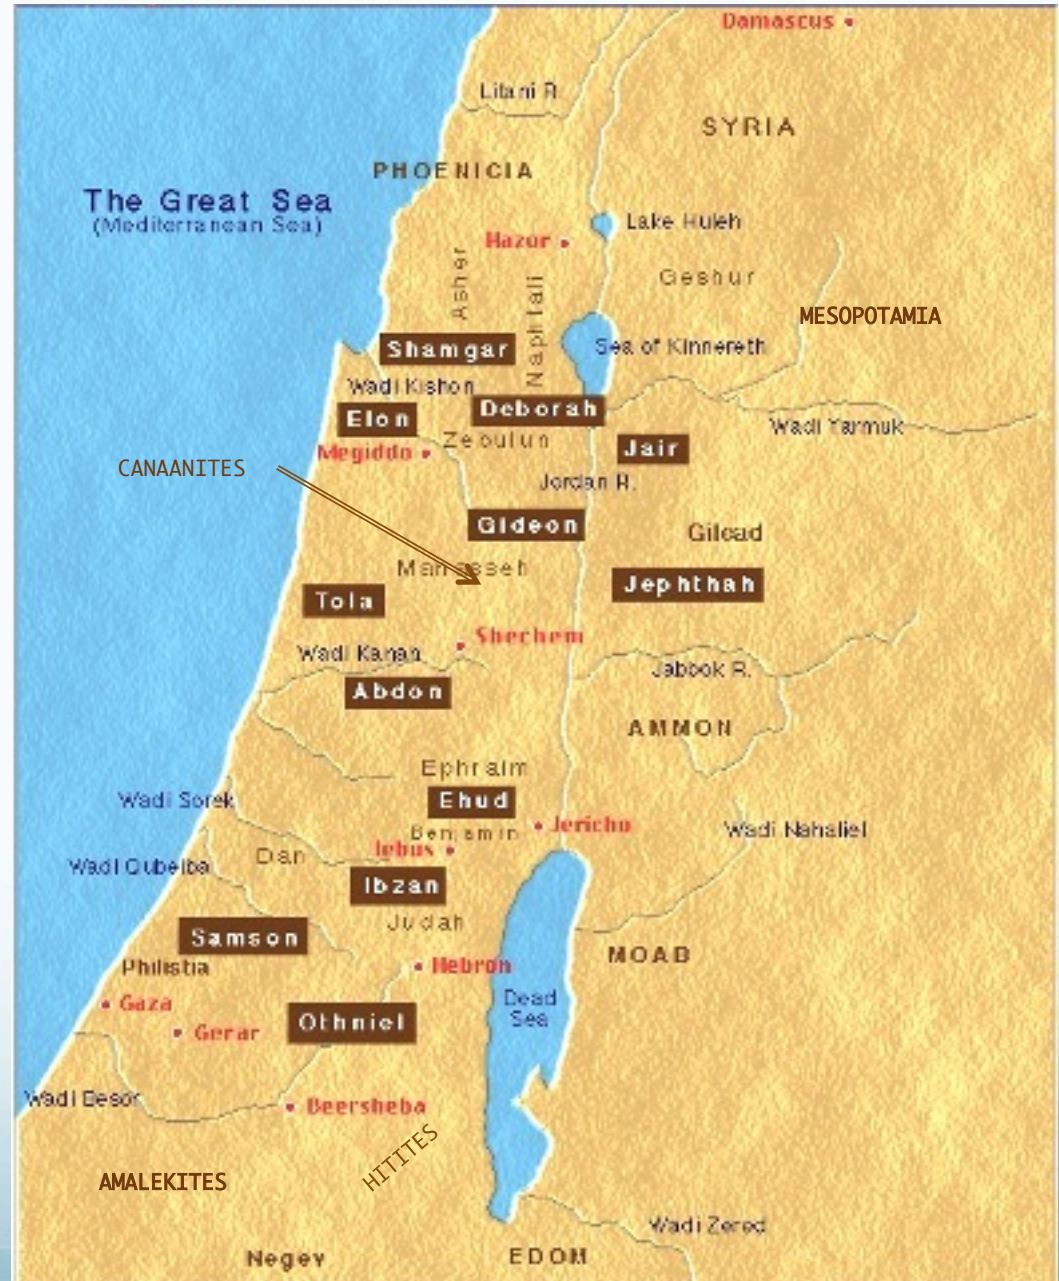 Damascus
Litani R.
SYRIA
PHOENICIA
The Great Sea
(Mediterranean Sea)
Lake Huleh
Hazor
Asher
Geshur
Naphtali
MESOPOTAMIA
Shamgar
Sea of Kinnereth
Wadi Kishon
Deborah
Elon
Wadi Yarmuk
Zebulun
Megiddo
Jair
CANAANITES
Jordan R.
Gideon
Gilead
Manasseh
Jephthah
Tola
Shechem
Wadi Kanah
Jabbok R.
Abdon
AMMON
Ephraim
Wadi Sorek
Ehud
Jericho
Benjamin
Wadi Nahaliel
Jebus
Dan
Wadi Qubeiba
Ibzan
Judah
Samson
MOAB
Philistia
Hebron
Gaza
Dead
Sea
Othniel
Gerar
Wadi Besor
Beersheba
HITITES
AMALEKITES
Wadi Zered
Negev
EDOM